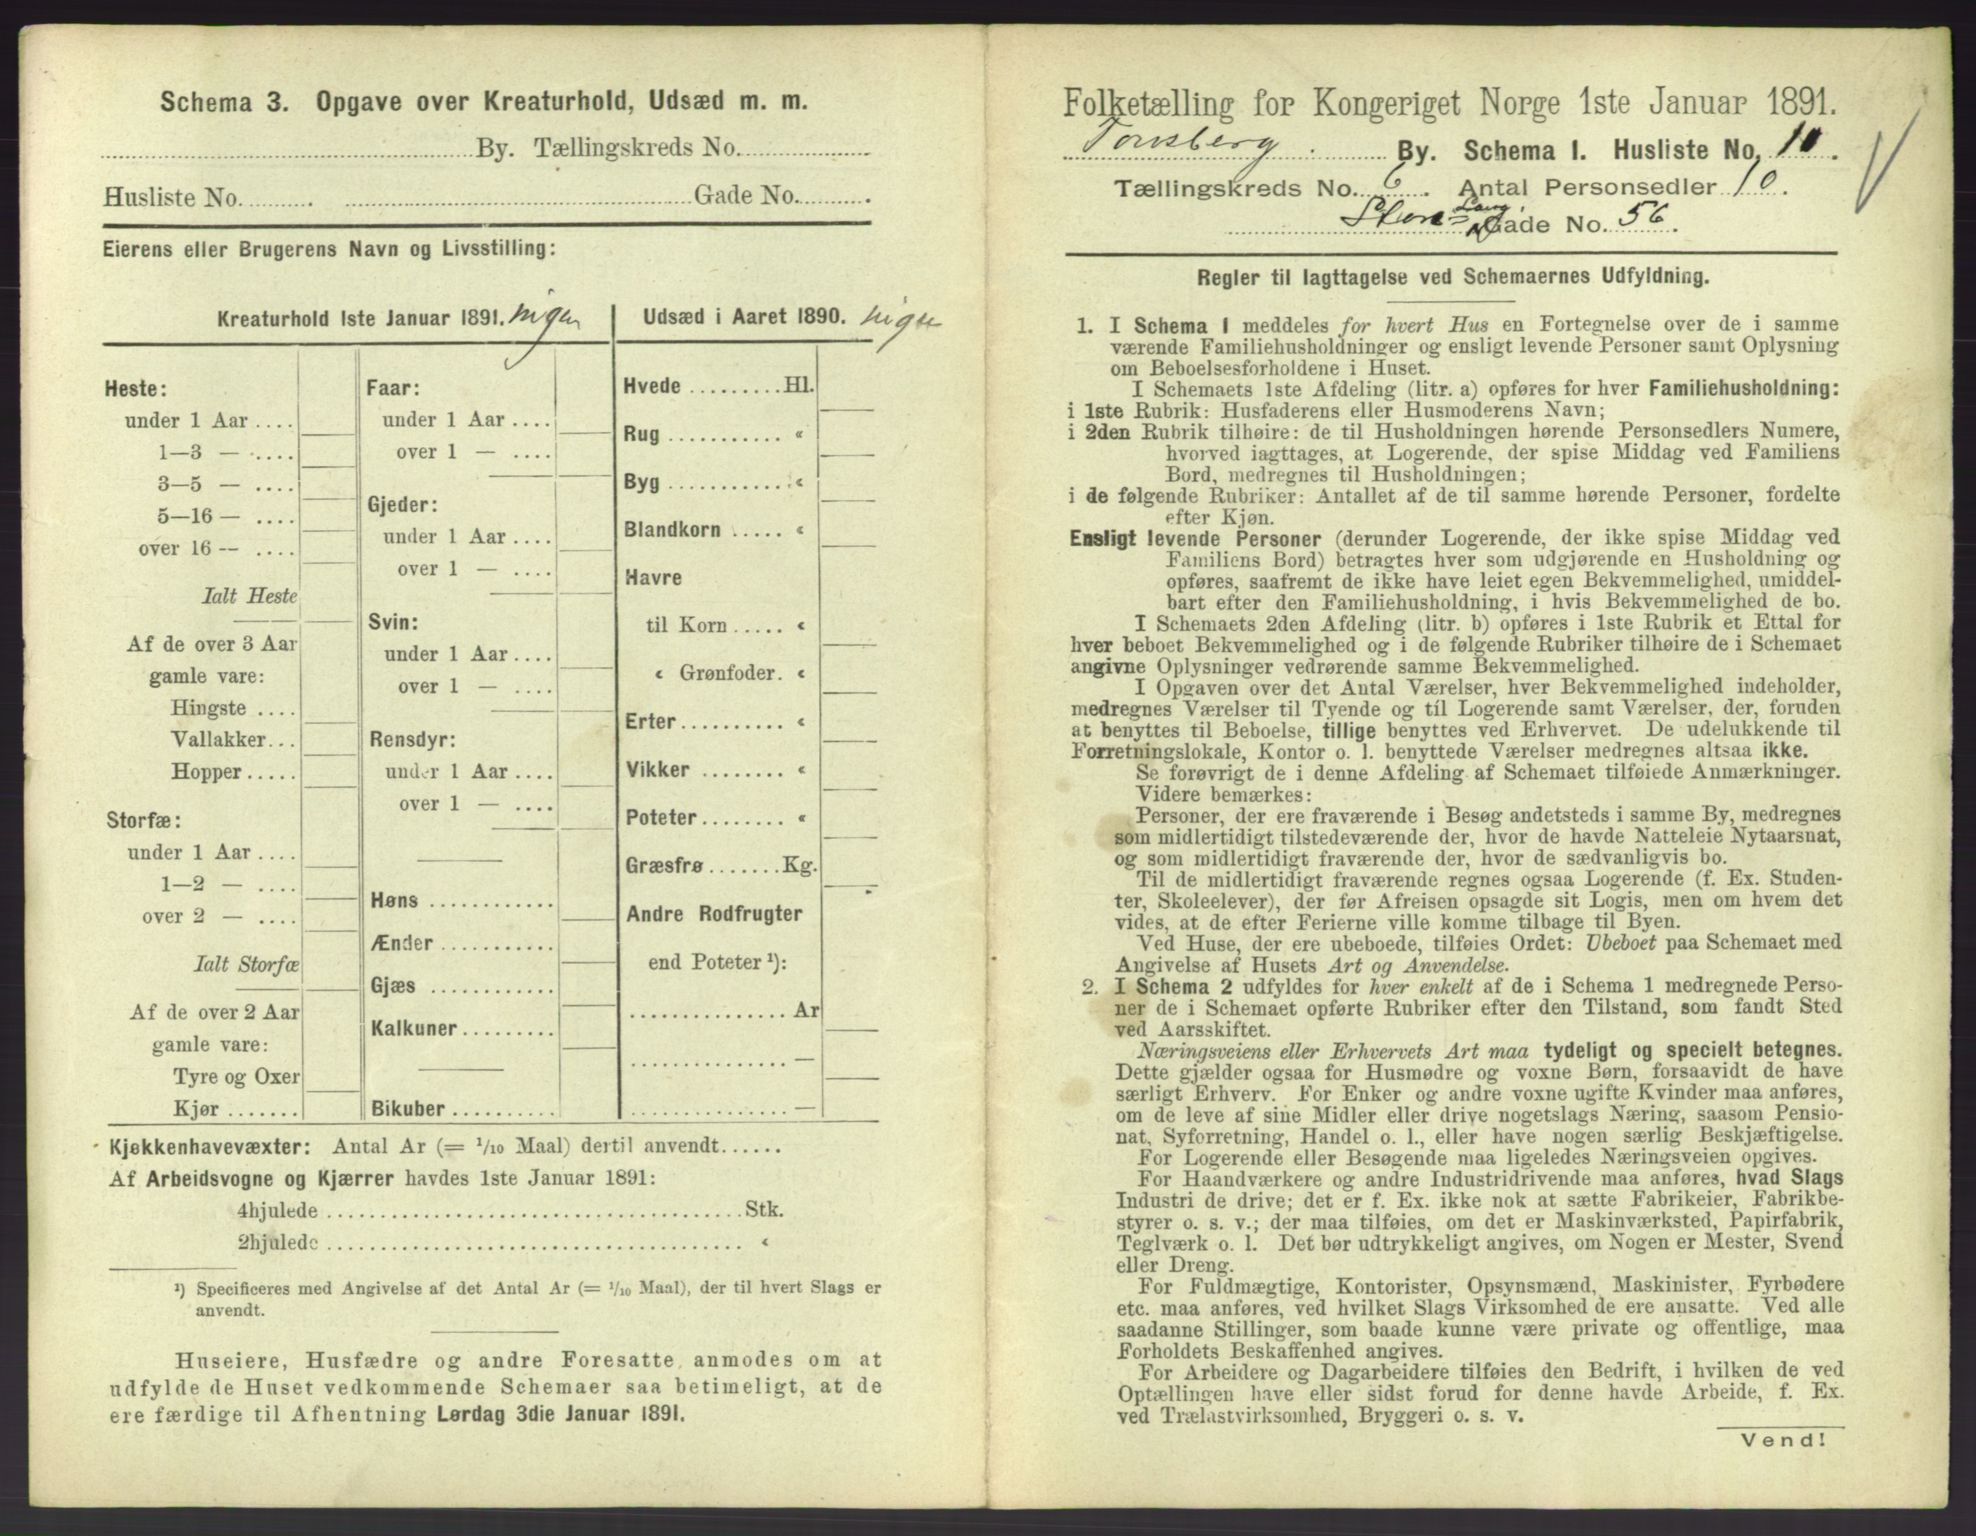 Schema 3. Opgave over Kreaturhold, Udsæd m. m.
By. Tællingskreds No.
Husliste No. Gade No.
Eierens eller Brugerens Navn og Livsstilling:
Kreaturhold 1ste Januar 1891. ingen
Heste:
under 1 Aar ....
1—3 — ....
3—5 — ....
5—16 — ....
over 16 — ....
Ialt Heste
Af de over 3 Aar
gamle vare:
Hingste ....
Vallakker...
Hopper.....
Storfæ:
under 1 Aar ....
1—2 — ....
over 2 — ....
Ialt Storfæ
Af de over 2 Aar
gamle vare:
Tyre og Oxer
Kjør .......
Faar:
under 1 Aar ....
over 1 — ....
Gjeder:
under 1 Aar ....
over 1 — ....
Svin:
under 1 Aar ....
over 1 — ....
Rensdyr:
under 1 Aar ....
over 1 — ....
Høns ...........
Ænder ..........
Gjæs ...........
Kalkuner.........
Bikuber..........
Udsæd i Aaret 1890. ingen
Hvede .........Hl.
Rug ........... «
Byg ........... «
Blandkorn ..... «
Havre
til Korn..... «
« Grønfoder. «
Erter .......... «
Vikker ........ «
Poteter........ «
Græsfrø.......Kg.
Andre Rodfrugter
end Poteter ¹):
...............Ar
............... —
...............—
Kjøkkenhavevæxter: Antal Ar (= 1/10 Maal) dertil anvendt......
Af Arbeidsvogne og Kjærrer havdes 1ste Januar 1891:
4hjulede ........................................Stk.
2hjulede ........................................ «
¹) Specificeres med Angivelse af det Antal Ar (= 1/10 Maal), der til hvert Slags er
anvendt.
Huseiere, Husfædre og andre Foresatte anmodes om at
udfylde de Huset vedkommende Schemaer saa betimeligt, at de
ere færdige til Afhentning Lørdag 3die Januar 1891.
Folketælling for Kongeriget Norge 1ste Januar 1891.
Tønsberg By. Schema I. Husliste No. 10.
Tællingskreds No. 6. Antal Personsedler 10.
Store Lang Gade No. 56.
Regler til Iagttagelse ved Schemaernes Udfyldning.
1. I Schema 1 meddeles for hvert Hus en Fortegnelse over de i samme
værende Familiehusholdninger og ensligt levende Personer samt Oplysning
om Beboelsesforholdene i Huset.
I Schemaets 1ste Afdeling (litr. a) opføres for hver Familiehusholdning:
i 1ste Rubrik: Husfaderens eller Husmoderens Navn;
i 2den Rubrik tilhøire: de til Husholdningen hørende Personsedlers Numere,
hvorved iagttages, at Logerende, der spise Middag ved Familiens
Bord, medregnes til Husholdningen;
i de følgende Rubriker: Antallet af de til samme hørende Personer, fordelte
efter Kjøn.
Ensligt levende Personer (derunder Logerende, der ikke spise Middag ved
Familiens Bord) betragtes hver som udgjørende en Husholdning og
opføres, saafremt de ikke have leiet egen Bekvemmelighed, umiddel-
bart efter den Familiehusholdning, i hvis Bekvemmelighed de bo.
I Schemaets 2den Afdeling (litr. b) opføres i 1ste Rubrik et Ettal for
hver beboet Bekvemmelighed og i de følgende Rubriker tilhøire de i Schemaet
angivne Oplysninger vedrørende samme Bekvemmelighed.
I Opgaven over det Antal Værelser, hver Bekvemmelighed indeholder,
medregnes Værelser til Tyende og til Logerende samt Værelser, der, foruden
at benyttes til Beboelse, tillige benyttes ved Erhvervet. De udelukkende til
Forretningslokale, Kontor o. l. benyttede Værelser medregnes altsaa ikke.
Se forøvrigt de i denne Afdeling af Schemaet tilføiede Anmærkninger.
Videre bemærkes:
Personer, der ere fraværende i Besøg andetsteds i samme By, medregnes
som midlertidigt tilstedeværende der, hvor de havde Natteleie Nytaarsnat,
og som midlertidigt fraværende der, hvor de sædvanligvis bo.
Til de midlertidigt fraværende regnes ogsaa Logerende (f. Ex. Studen-
ter, Skoleelever), der før Afreisen opsagde sit Logis, men om hvem det
vides, at de efter Ferierne ville komme tilbage til Byen.
Ved Huse, der ere ubeboede, tilføies Ordet: Ubeboet paa Schemaet med
Angivelse af Husets Art og Anvendelse.
2. I Schema 2 udfyldes for hver enkelt af de i Schema 1 medregnede Perso-
ner de i Schemaet opførte Rubriker efter den Tilstand, som fandt Sted
ved Aarsskiftet.
Næringsveiens eller Erhvervets Art maa tydeligt og specielt betegnes.
Dette gjælder ogsaa for Husmødre og voxne Børn, forsaavidt de have
særligt Erhverv. For Enker og andre voxne ugifte Kvinder maa anføres,
om de leve af sine Midler eller drive nogetslags Næring, saasom Pensio-
nat, Syforretning, Handel o. l., eller have nogen særlig Beskjæftigelse.
For Logerende eller Besøgende maa ligeledes Næringsveien opgives.
For Haandværkere og andre Industridrivende maa anføres, hvad Slags
Industri de drive; det er f. Ex. ikke nok at sætte Fabrikeier, Fabrikbe-
styrer o. s. v.; der maa tilføies, om det er Maskinværksted, Papirfabrik,
Teglværk o. l. Det bør udtrykkeligt angives, om Nogen er Mester, Svend
eller Dreng.
For Fuldmægtige, Kontorister, Opsynsmænd, Maskinister, Fyrbødere
etc. maa anføres, ved hvilket Slags Virksomhed de ere ansatte. Ved alle
saadanne Stillinger, som baade kunne være private og offentlige, maa
Forholdets Beskaffenhed angives.
For Arbeidere og Dagarbeidere tilføies den Bedrift, i hvilken de ved
Optællingen have eller sidst forud for denne havde Arbeide, f. Ex.
ved Trælastvirksomhed, Bryggeri o. s. v.
Vend!